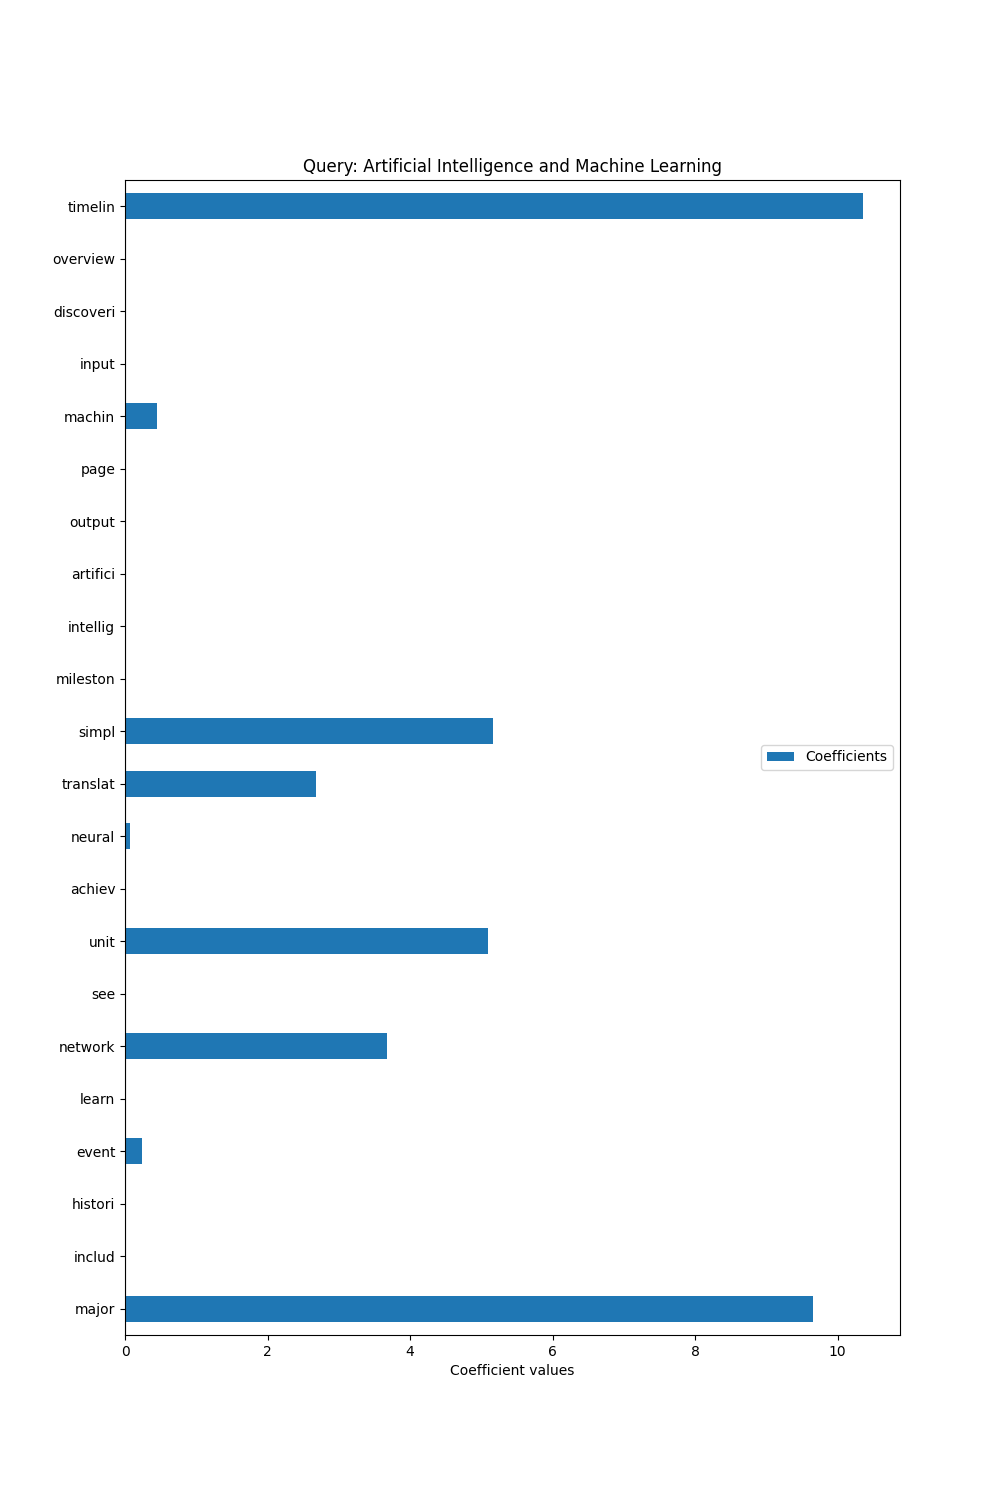 Query: Artificial Intelligence and Machine Learning
timelin
overview
discoveri
input
machin
page
output
artifici
intellig
mileston
simpl
Coefficients
translat
neural
achiev
unit
see
network
learn
event
histori
includ
major
0 2 4 6 8 10
Coefficient values